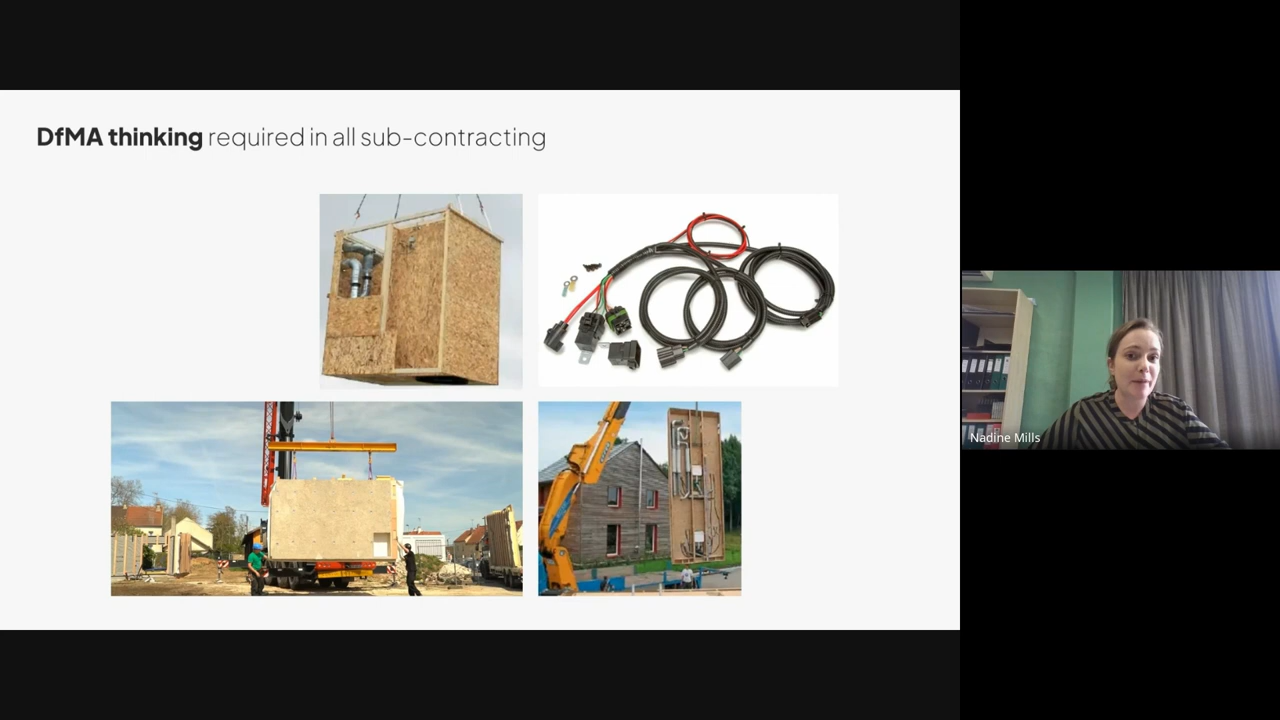 DfMA thinking required in all sub-contracting
Nadine Mills